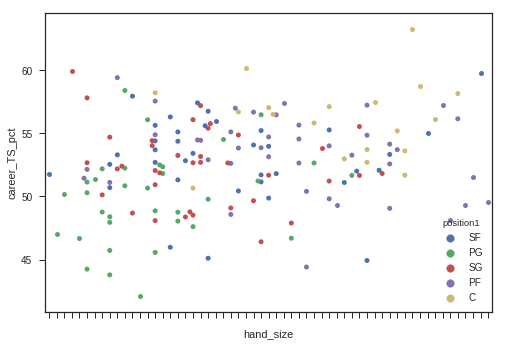 60
55
50
45
career_TS_pct
hand_size
position1
SF
PG
SG
PF
C